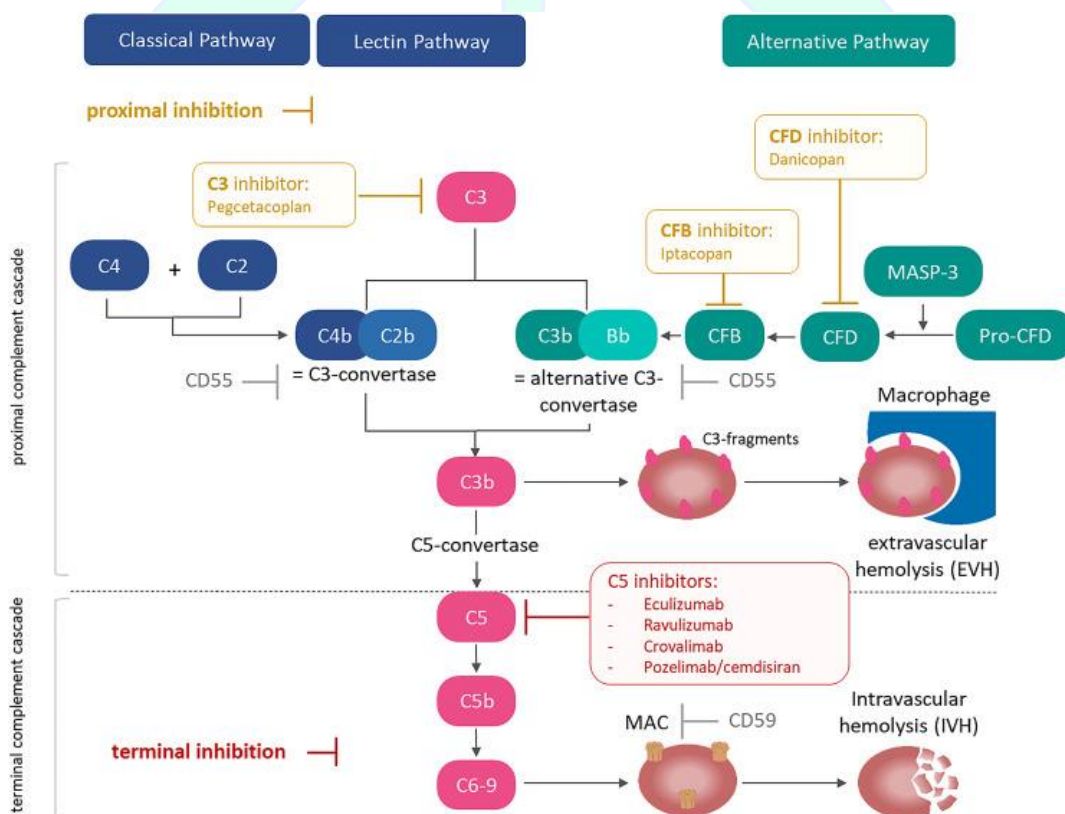 Classical Pathway
Lectin Pathway
Alternative Pathway
proximal inhibition
CFD inhibitor:
Danicopan
C3 inhibitor:
Pegcetacoplan
C3
CFB inhibitor:
Iptacopan
C4
+
C2
MASP-3
C4b
C2b
C3b
Bb
CFB
CFD
Pro-CFD
CD55
= C3-convertase
= alternative C3-
convertase
CD55
proximal complement cascade
Macrophage
C3-fragments
C3b
C5-convertase
extravascular
hemolysis (EVH)
C5 inhibitors:
- Eculizumab
- Ravulizumab
- Crovalimab
- Pozelimab/cemdisiran
C5
C5b
terminal complement cascade
terminal inhibition
MAC
CD59
Intravascular
hemolysis (IVH)
C6-9